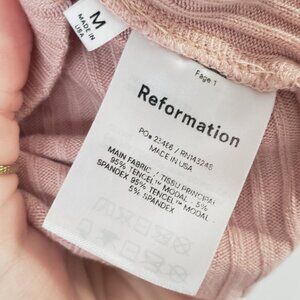 M
MADE IN
USA
Page 1
Reformation
PO# 23468 / RN143248
MADE IN USA
MAIN FABRIC / TISSU PRINCIPAL
95% TENCEL™ MODAL, 5%
SPANDEX 95% TENCEL™ MODAL,
5% SPANDEX